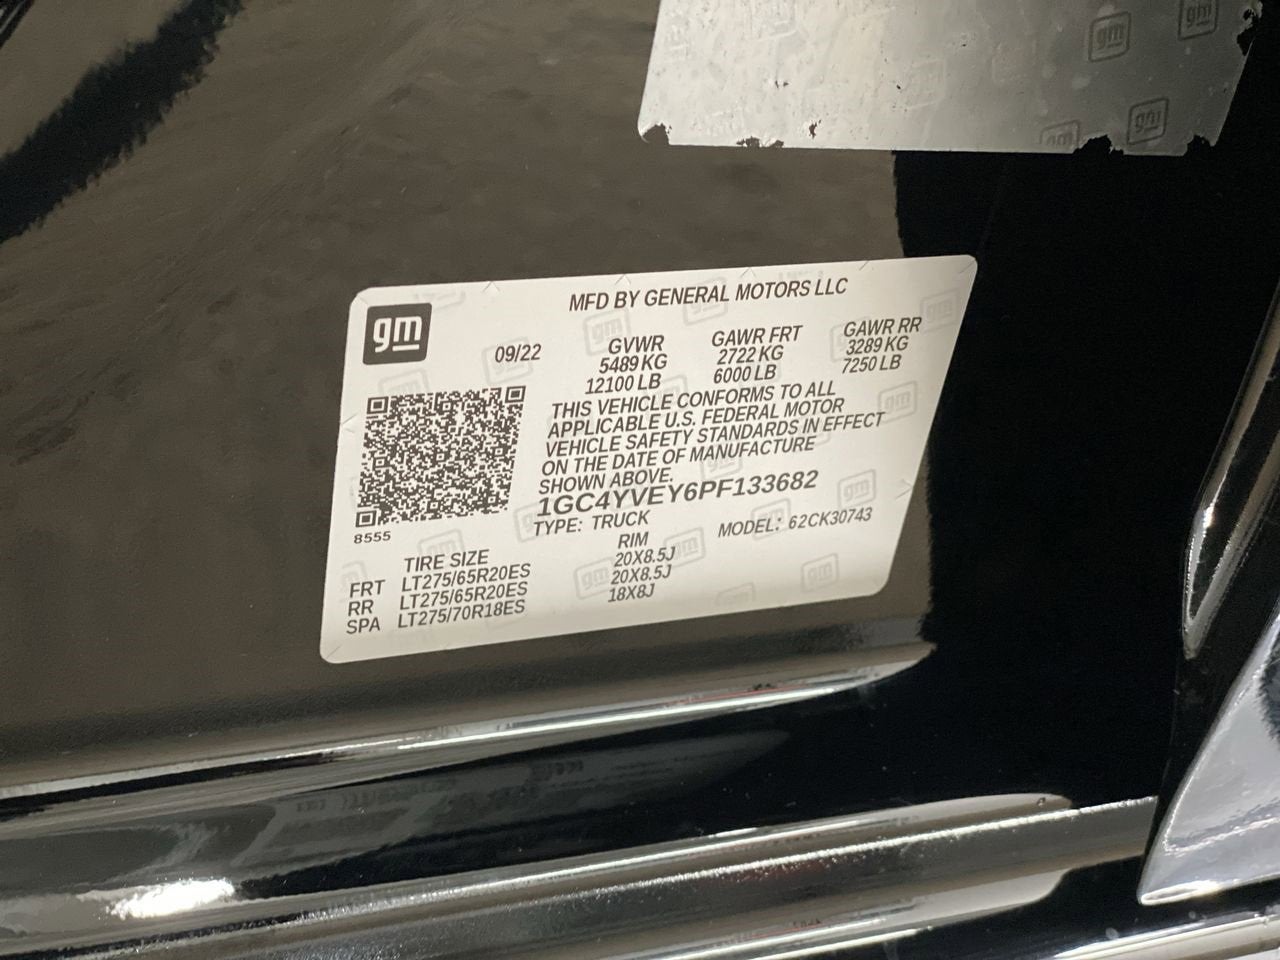 gm
MFD BY GENERAL MOTORS LLC
09/22
GVWR GAWR FRT GAWR RR
5489 KG 2722 KG 3289 KG
12100 LB 6000 LB 7250 LB
THIS VEHICLE CONFORMS TO ALL
APPLICABLE U.S. FEDERAL MOTOR
VEHICLE SAFETY STANDARDS IN EFFECT
ON THE DATE OF MANUFACTURE
SHOWN ABOVE.
1GC4YVEY6PF133682
TYPE: TRUCK MODEL: 62CK30743
8555
TIRE SIZE RIM
FRT LT275/65R20ES 20X8.5J
RR LT275/65R20ES 20X8.5J
SPA LT275/70R18ES 18X8J